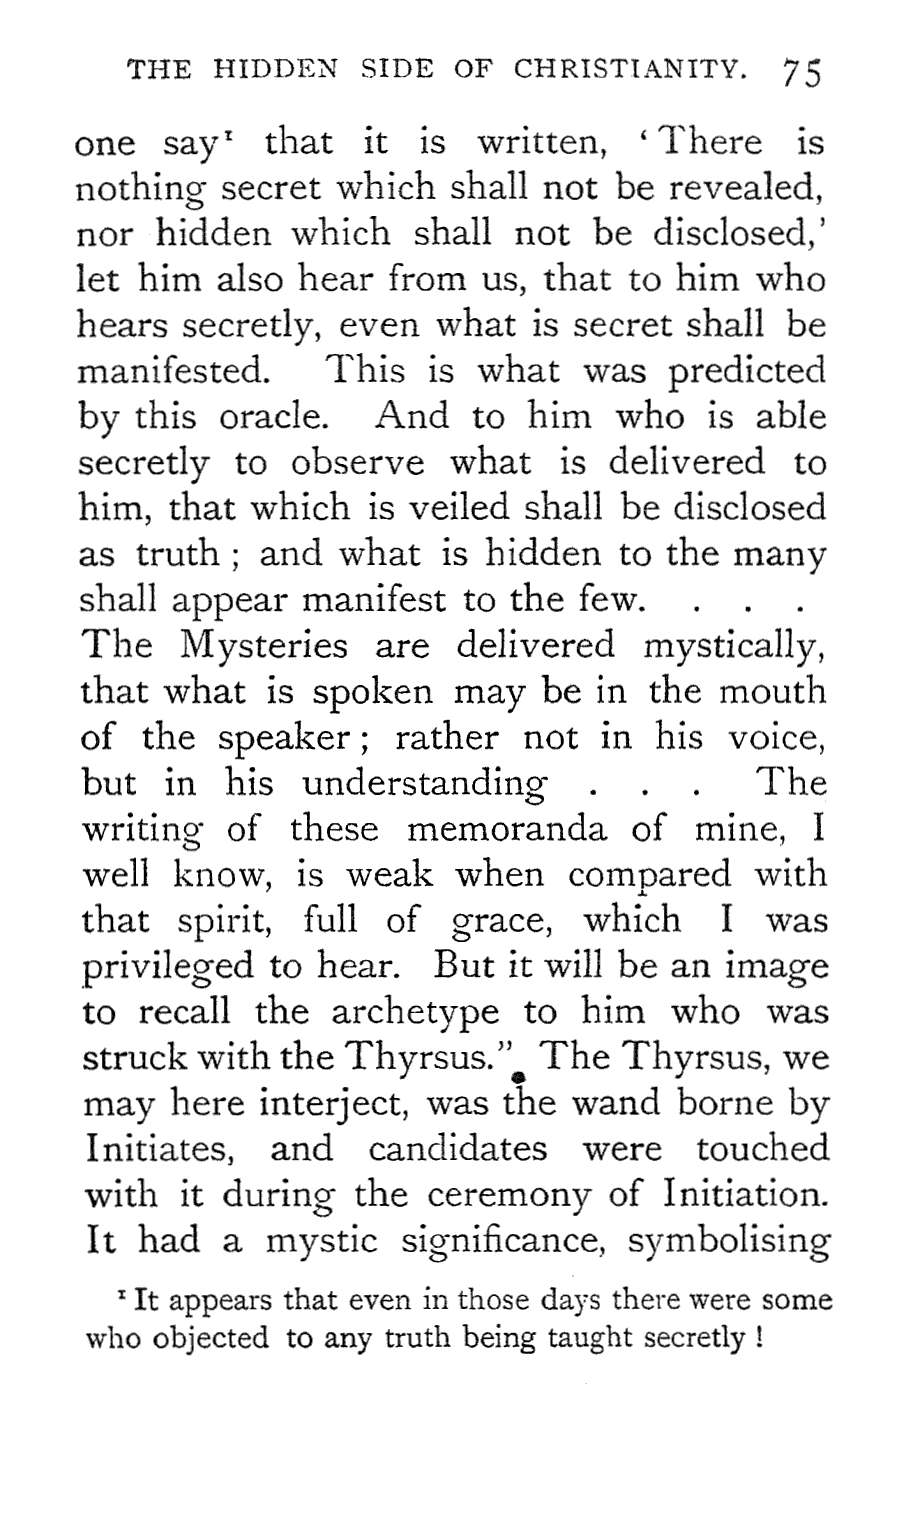 THE HIDDEN SIDE OF CHRISTIANITY. 75
one say¹ that it is written, ‘There is
nothing secret which shall not be revealed,
nor hidden which shall not be disclosed,’
let him also hear from us, that to him who
hears secretly, even what is secret shall be
manifested. This is what was predicted
by this oracle. And to him who is able
secretly to observe what is delivered to
him, that which is veiled shall be disclosed
as truth ; and what is hidden to the many
shall appear manifest to the few. . . .
The Mysteries are delivered mystically,
that what is spoken may be in the mouth
of the speaker ; rather not in his voice,
but in his understanding . . . The
writing of these memoranda of mine, I
well know, is weak when compared with
that spirit, full of grace, which I was
privileged to hear. But it will be an image
to recall the archetype to him who was
struck with the Thyrsus.” The Thyrsus, we
may here interject, was the wand borne by
Initiates, and candidates were touched
with it during the ceremony of Initiation.
It had a mystic significance, symbolising
¹ It appears that even in those days there were some
who objected to any truth being taught secretly !